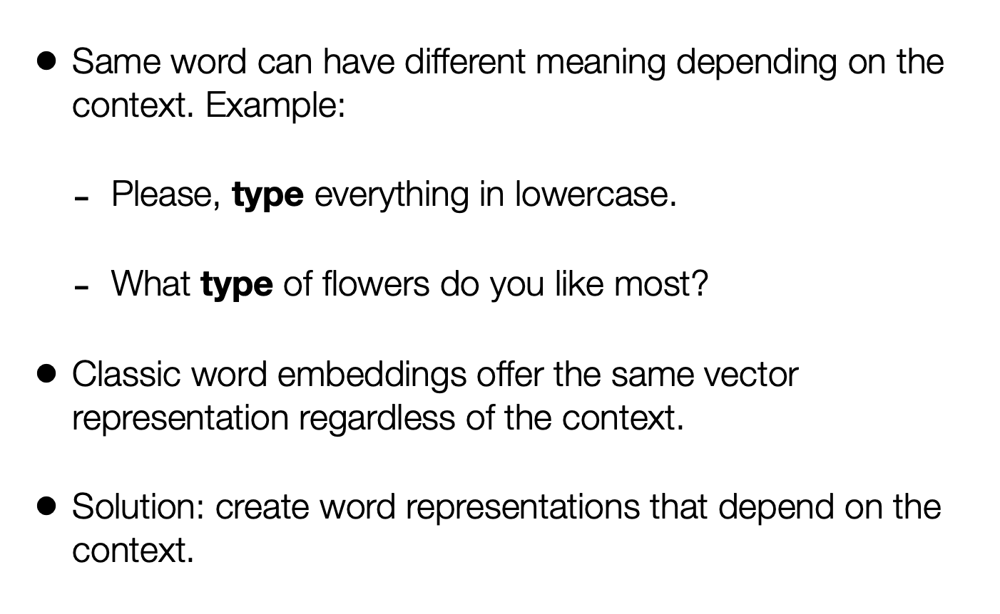 ● Same word can have different meaning depending on the
context. Example:
– Please, type everything in lowercase.
– What type of flowers do you like most?
● Classic word embeddings offer the same vector
representation regardless of the context.
● Solution: create word representations that depend on the
context.